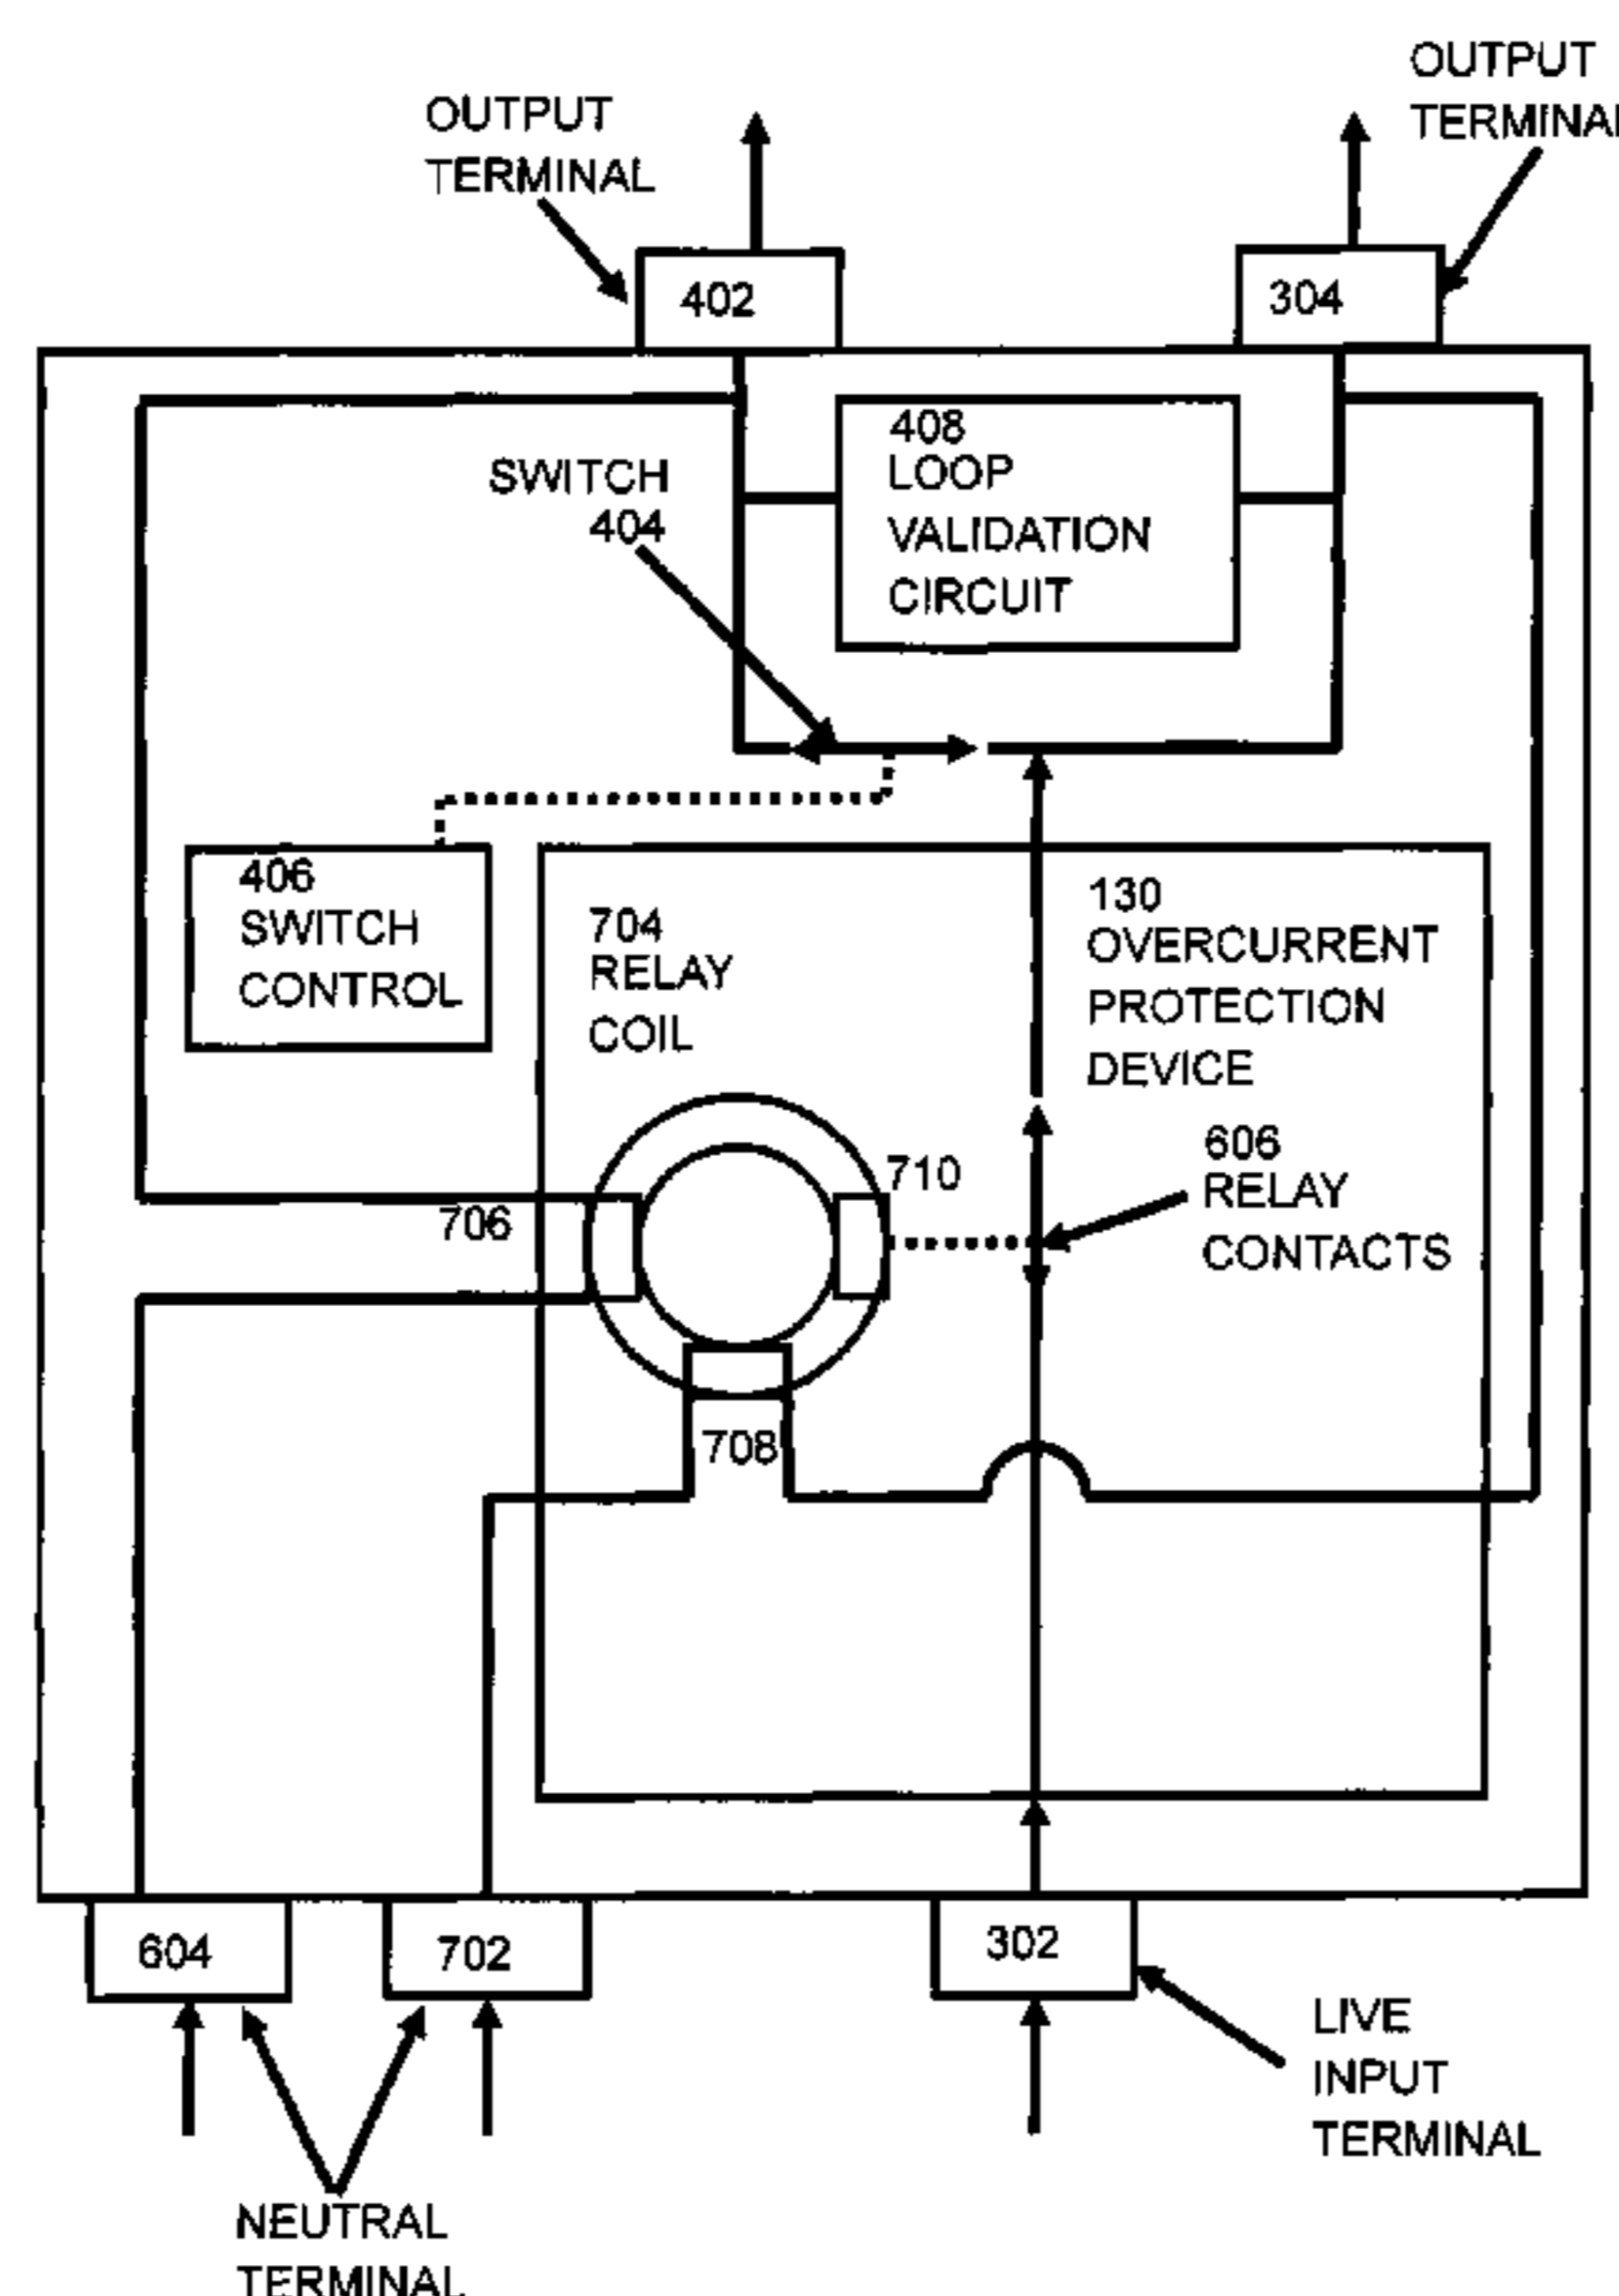 OUTPUT
TERMINAL
OUTPUT
TERMINAL
402
304
408
LOOP
VALIDATION
CIRCUIT
SWITCH
404
406
SWITCH
CONTROL
704
RELAY
COIL
130
OVERCURRENT
PROTECTION
DEVICE
606
RELAY
CONTACTS
710
706
708
604
702
302
LIVE
INPUT
TERMINAL
NEUTRAL
TERMINAL